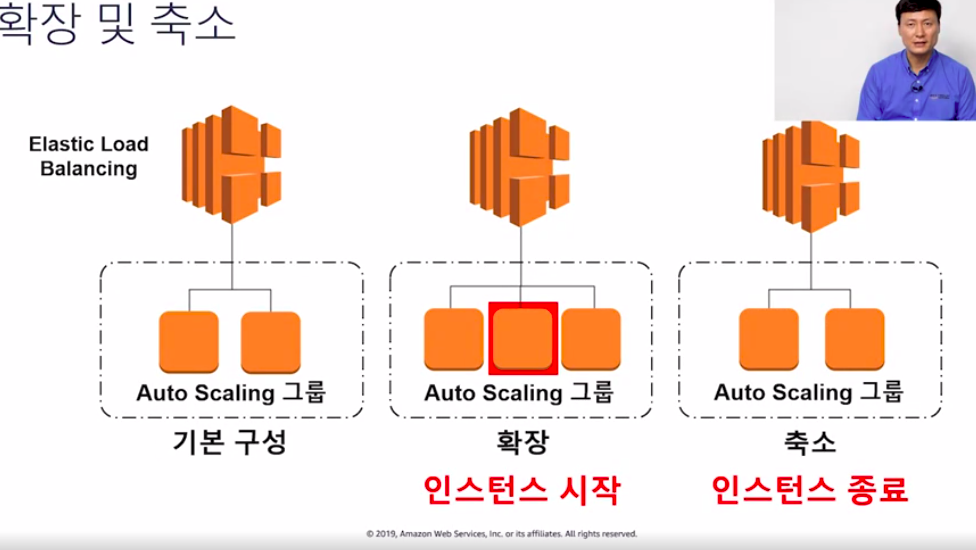 확장 및 축소
Elastic Load
Balancing
Auto Scaling 그룹
Auto Scaling 그룹
Auto Scaling 그룹
기본 구성
확장
축소
인스턴스 시작
인스턴스 종료
© 2019, Amazon Web Services, Inc. or its affiliates. All rights reserved.